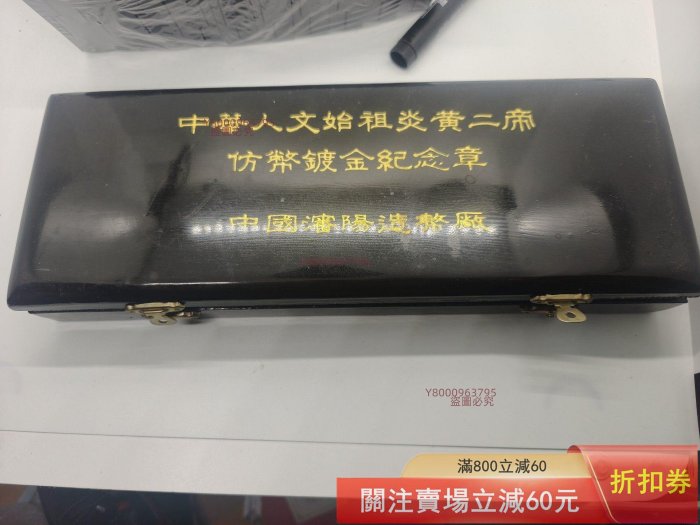 中華人文始祖炎黃二帝
仿幣鍍金紀念章
中國瀋陽造幣廠
Y8000963795
盜圖必究
滿800立減60
關注賣場立減60元
折扣券